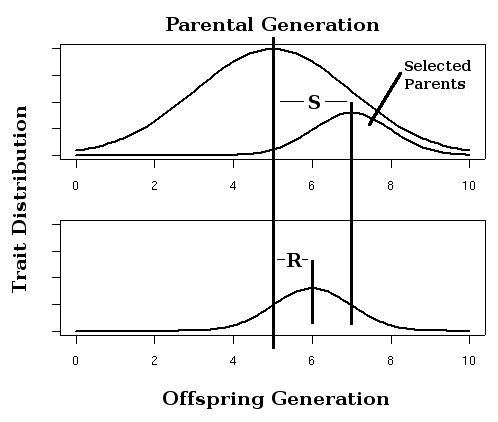 Parental Generation
Selected
Parents
S
0 2 4 6 8 10
Trait Distribution
R
0 2 4 6 8 10
Offspring Generation